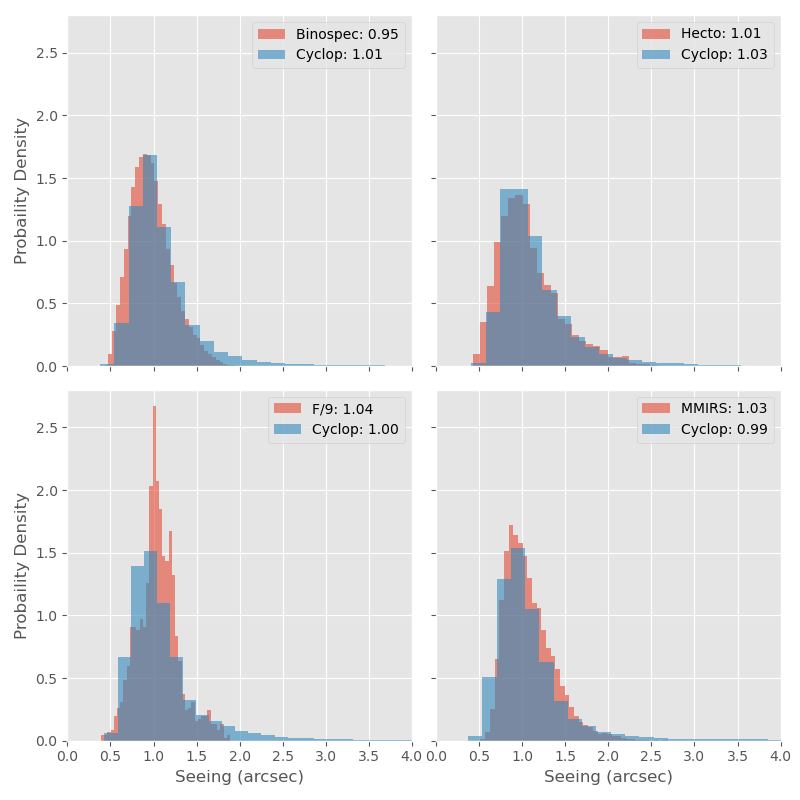 Binospec: 0.95
Cyclop: 1.01
Hecto: 1.01
Cyclop: 1.03
2.5
2.0
1.5
1.0
0.5
0.0
Probaility Density
F/9: 1.04
Cyclop: 1.00
MMIRS: 1.03
Cyclop: 0.99
2.5
2.0
1.5
1.0
0.5
0.0
Probaility Density
0.0 0.5 1.0 1.5 2.0 2.5 3.0 3.5 4.0
0.0 0.5 1.0 1.5 2.0 2.5 3.0 3.5 4.0
Seeing (arcsec)
Seeing (arcsec)